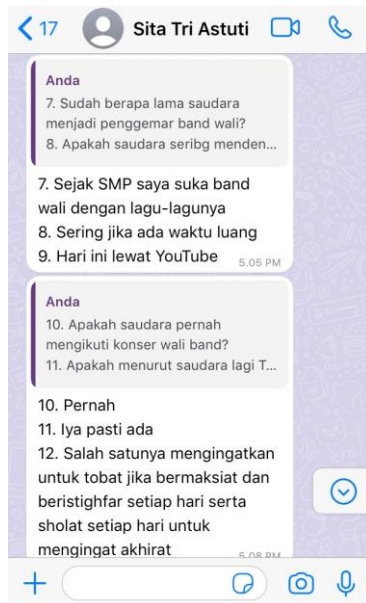 17
Sita Tri Astuti
Anda
7. Sudah berapa lama saudara
menjadi penggemar band wali?
8. Apakah saudara seribg menden...
7. Sejak SMP saya suka band
wali dengan lagu-lagunya
8. Sering jika ada waktu luang
9. Hari ini lewat YouTube
5.05 PM
Anda
10. Apakah saudara pernah
mengikuti konser wali band?
11. Apakah menurut saudara lagi T...
10. Pernah
11. Iya pasti ada
12. Salah satunya mengingatkan
untuk tobat jika bermaksiat dan
beristighfar setiap hari serta
sholat setiap hari untuk
mengingat akhirat
5.08 PM